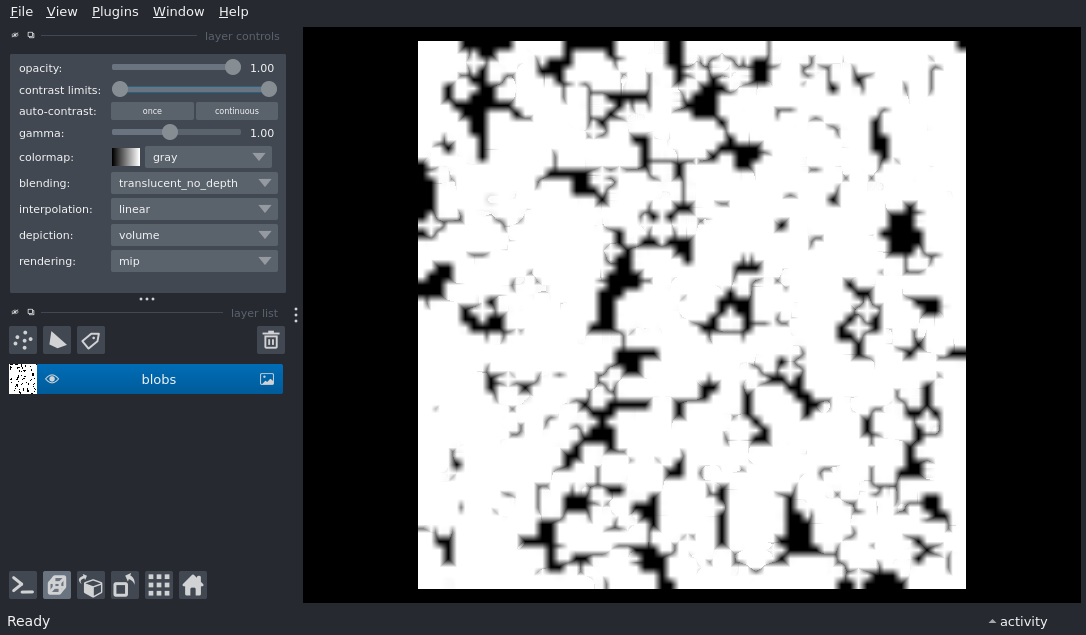 File View Plugins Window Help
layer controls
opacity: 1.00
contrast limits:
auto-contrast: once continuous
gamma: 1.00
colormap: gray
blending: translucent_no_depth
interpolation: linear
depiction: volume
rendering: mip
layer list
blobs
Ready activity